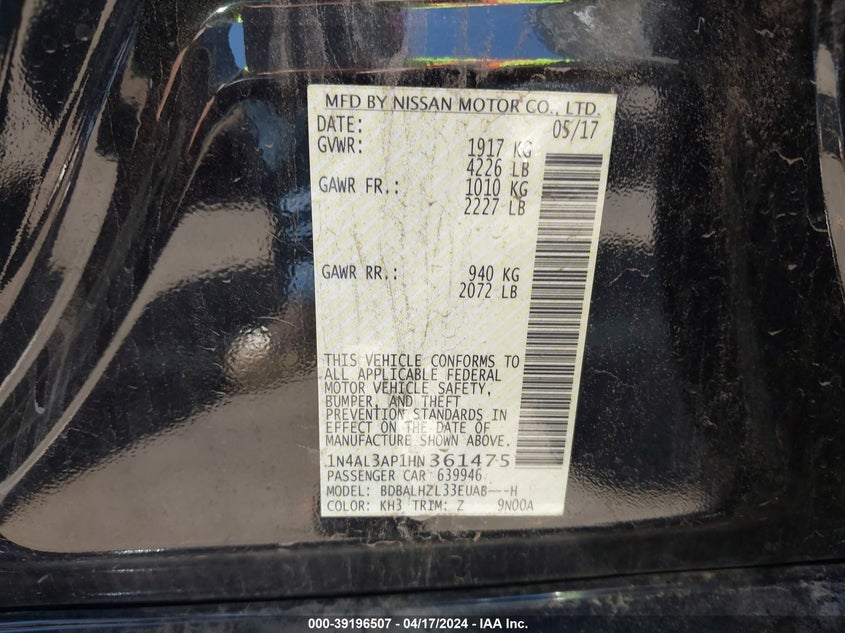 MFD BY NISSAN MOTOR CO., LTD.
DATE: 05/17
GVWR: 1917 KG
4226 LB
GAWR FR.: 1010 KG
2227 LB
GAWR RR.: 940 KG
2072 LB
THIS VEHICLE CONFORMS TO
ALL APPLICABLE FEDERAL
MOTOR VEHICLE SAFETY,
BUMPER, AND THEFT
PREVENTION STANDARDS IN
EFFECT ON THE DATE OF
MANUFACTURE SHOWN ABOVE.
1N4AL3AP1HN361475
PASSENGER CAR 639946
MODEL: BDBALHZL33EUAB---H
COLOR: KH3 TRIM: Z 9N00A
000-39196507 - 04/17/2024 - IAA Inc.